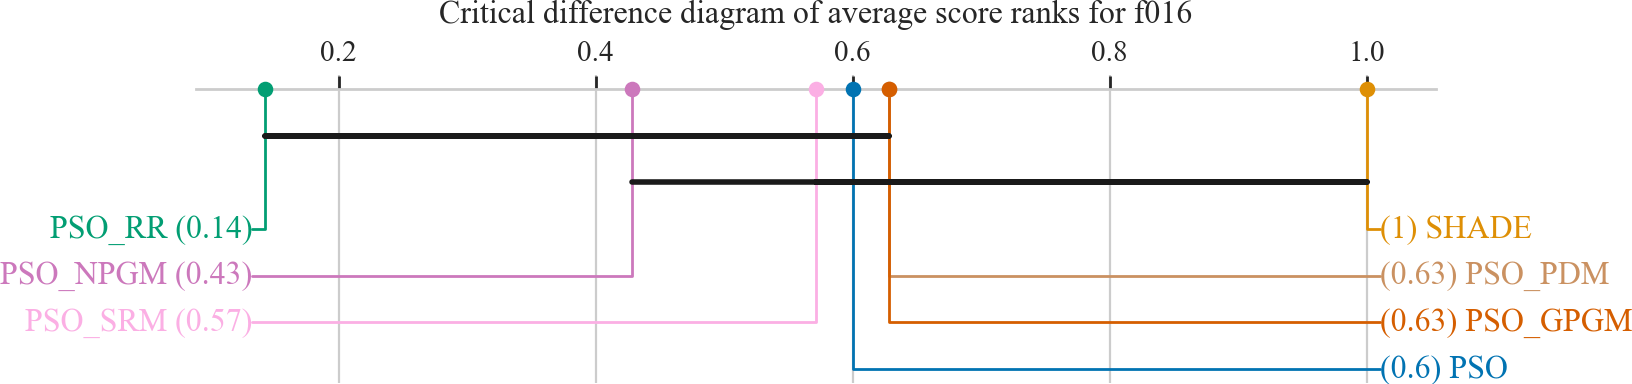 Critical difference diagram of average score ranks for f016
0.2 0.4 0.6 0.8 1.0
PSO_RR (0.14)
(1) SHADE
PSO_NPGM (0.43)
(0.63) PSO_PDM
PSO_SRM (0.57)
(0.63) PSO_GPGM
(0.6) PSO